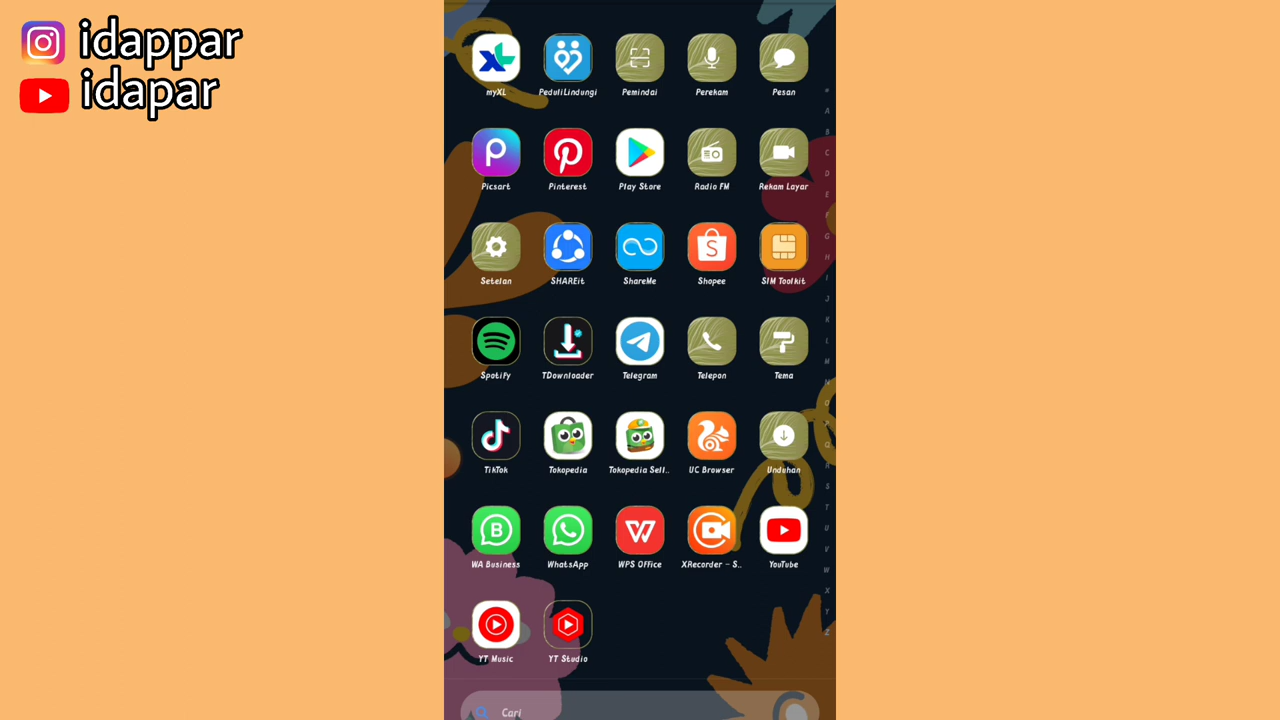 idappar
idapar
myXL PeduliLindungi Pemindai Perekam Pesan
Picsart Pinterest Play Store Radio FM Rekam Layar
Setelan SHAREit ShareMe Shopee SIM Toolkit
Spotify TDownloader Telegram Telepon Tema
TikTok Tokopedia Tokopedia Sell.. UC Browser Unduhan
WA Business WhatsApp WPS Office XRecorder - S.. YouTube
YT Music YT Studio
Cari